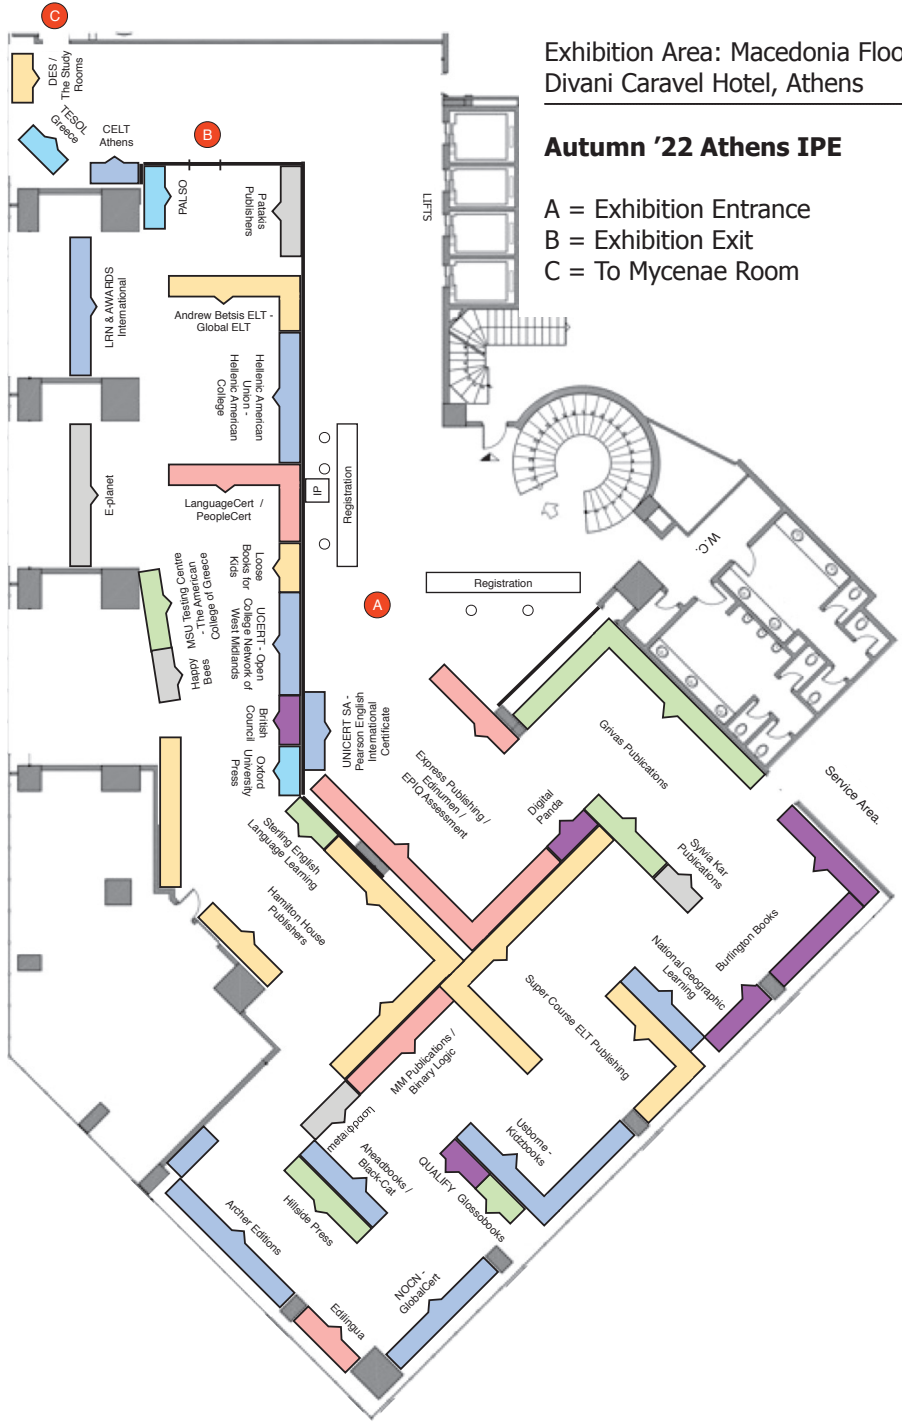 C
Exhibition Area: Macedonia Floo
Divani Caravel Hotel, Athens
Autumn ’22 Athens IPE
A = Exhibition Entrance
B = Exhibition Exit
C = To Mycenae Room
DES /
The Study
Rooms
TESOL
Greece
CELT
Athens
B
PALSO
Patakis
Publishers
LIFTS
LRN & AWARDS
International
Andrew Betsis ELT -
Global ELT
Hellenic American
Union -
Hellenic American
College
E-planet
LanguageCert /
PeopleCert
IP
Registration
Loose
Books for
Kids
MSU Testing Centre
- The American
College of Greece
Happy
Bees
UCERT - Open
College Network of
West Midlands
A
Registration
W.C.
British
Council
Oxford
University
Press
UNICERT SA -
Pearson English
International
Certificate
Express Publishing /
Edinumen /
EPIQ Assessment
Grivas Publications
Service Area.
Digital
Panda
Sylvia Kar
Publications
Sterling English
Language Learning
Hamilton House
Publishers
Burlington Books
National Geographic
Learning
Super Course ELT Publishing
MM Publications /
Binary Logic
metaφραση
Aheadbooks /
Black-Cat
Hillside Press
Usborne -
Kidzbooks
QUALIFY
Glossobooks
Archer Editions
NOCN -
GlobalCert
Edilingua